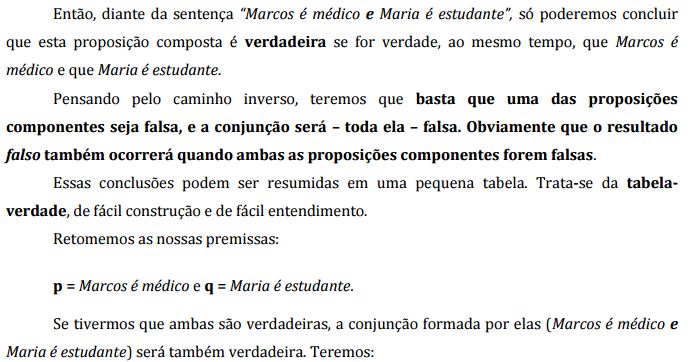 Então, diante da sentença “Marcos é médico e Maria é estudante”, só poderemos concluir
que esta proposição composta é verdadeira se for verdade, ao mesmo tempo, que Marcos é
médico e que Maria é estudante.
Pensando pelo caminho inverso, teremos que basta que uma das proposições
componentes seja falsa, e a conjunção será – toda ela – falsa. Obviamente que o resultado
falso também ocorrerá quando ambas as proposições componentes forem falsas.
Essas conclusões podem ser resumidas em uma pequena tabela. Trata-se da tabela-
verdade, de fácil construção e de fácil entendimento.
Retomemos as nossas premissas:
p = Marcos é médico e q = Maria é estudante.
Se tivermos que ambas são verdadeiras, a conjunção formada por elas (Marcos é médico e
Maria é estudante) será também verdadeira. Teremos: